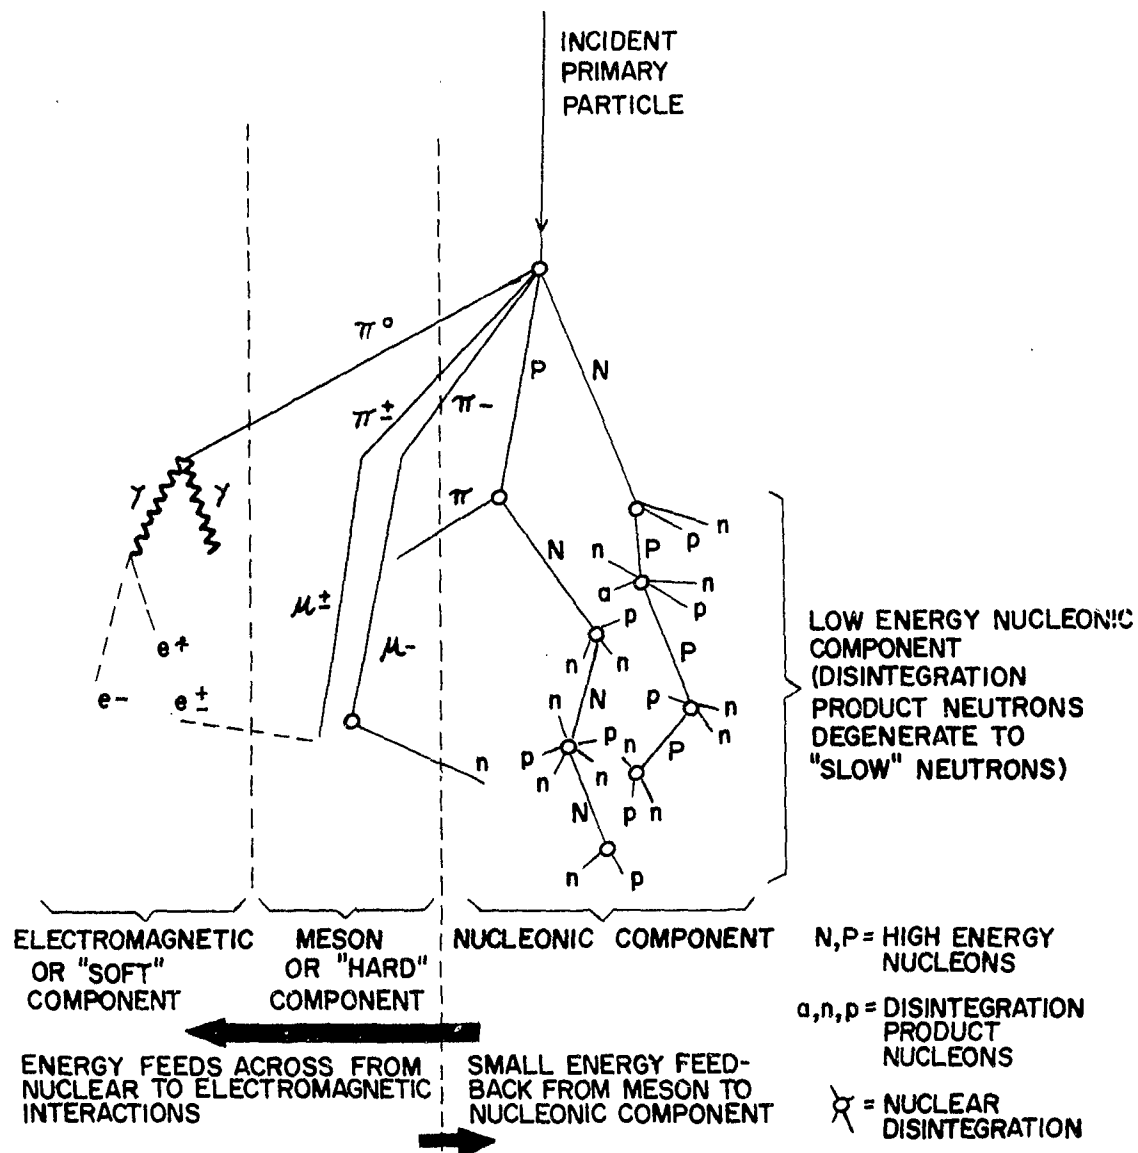 INCIDENT
PRIMARY
PARTICLE
π°
π±
π-
P
N
γ
γ
π
N
P
n
p
n
a
n
p
μ±
μ-
e+
e-
e±
p
n
n
N
P
p
n
n
n
p
p
n
n
n
P
N
p
n
n
n
p
LOW ENERGY NUCLEONIC
COMPONENT
(DISINTEGRATION
PRODUCT NEUTRONS
DEGENERATE TO
"SLOW" NEUTRONS)
ELECTROMAGNETIC
OR "SOFT"
COMPONENT
MESON
OR "HARD"
COMPONENT
NUCLEONIC COMPONENT
N,P = HIGH ENERGY
NUCLEONS
a,n,p = DISINTEGRATION
PRODUCT
NUCLEONS
= NUCLEAR
DISINTEGRATION
ENERGY FEEDS ACROSS FROM
NUCLEAR TO ELECTROMAGNETIC
INTERACTIONS
SMALL ENERGY FEED-
BACK FROM MESON TO
NUCLEONIC COMPONENT